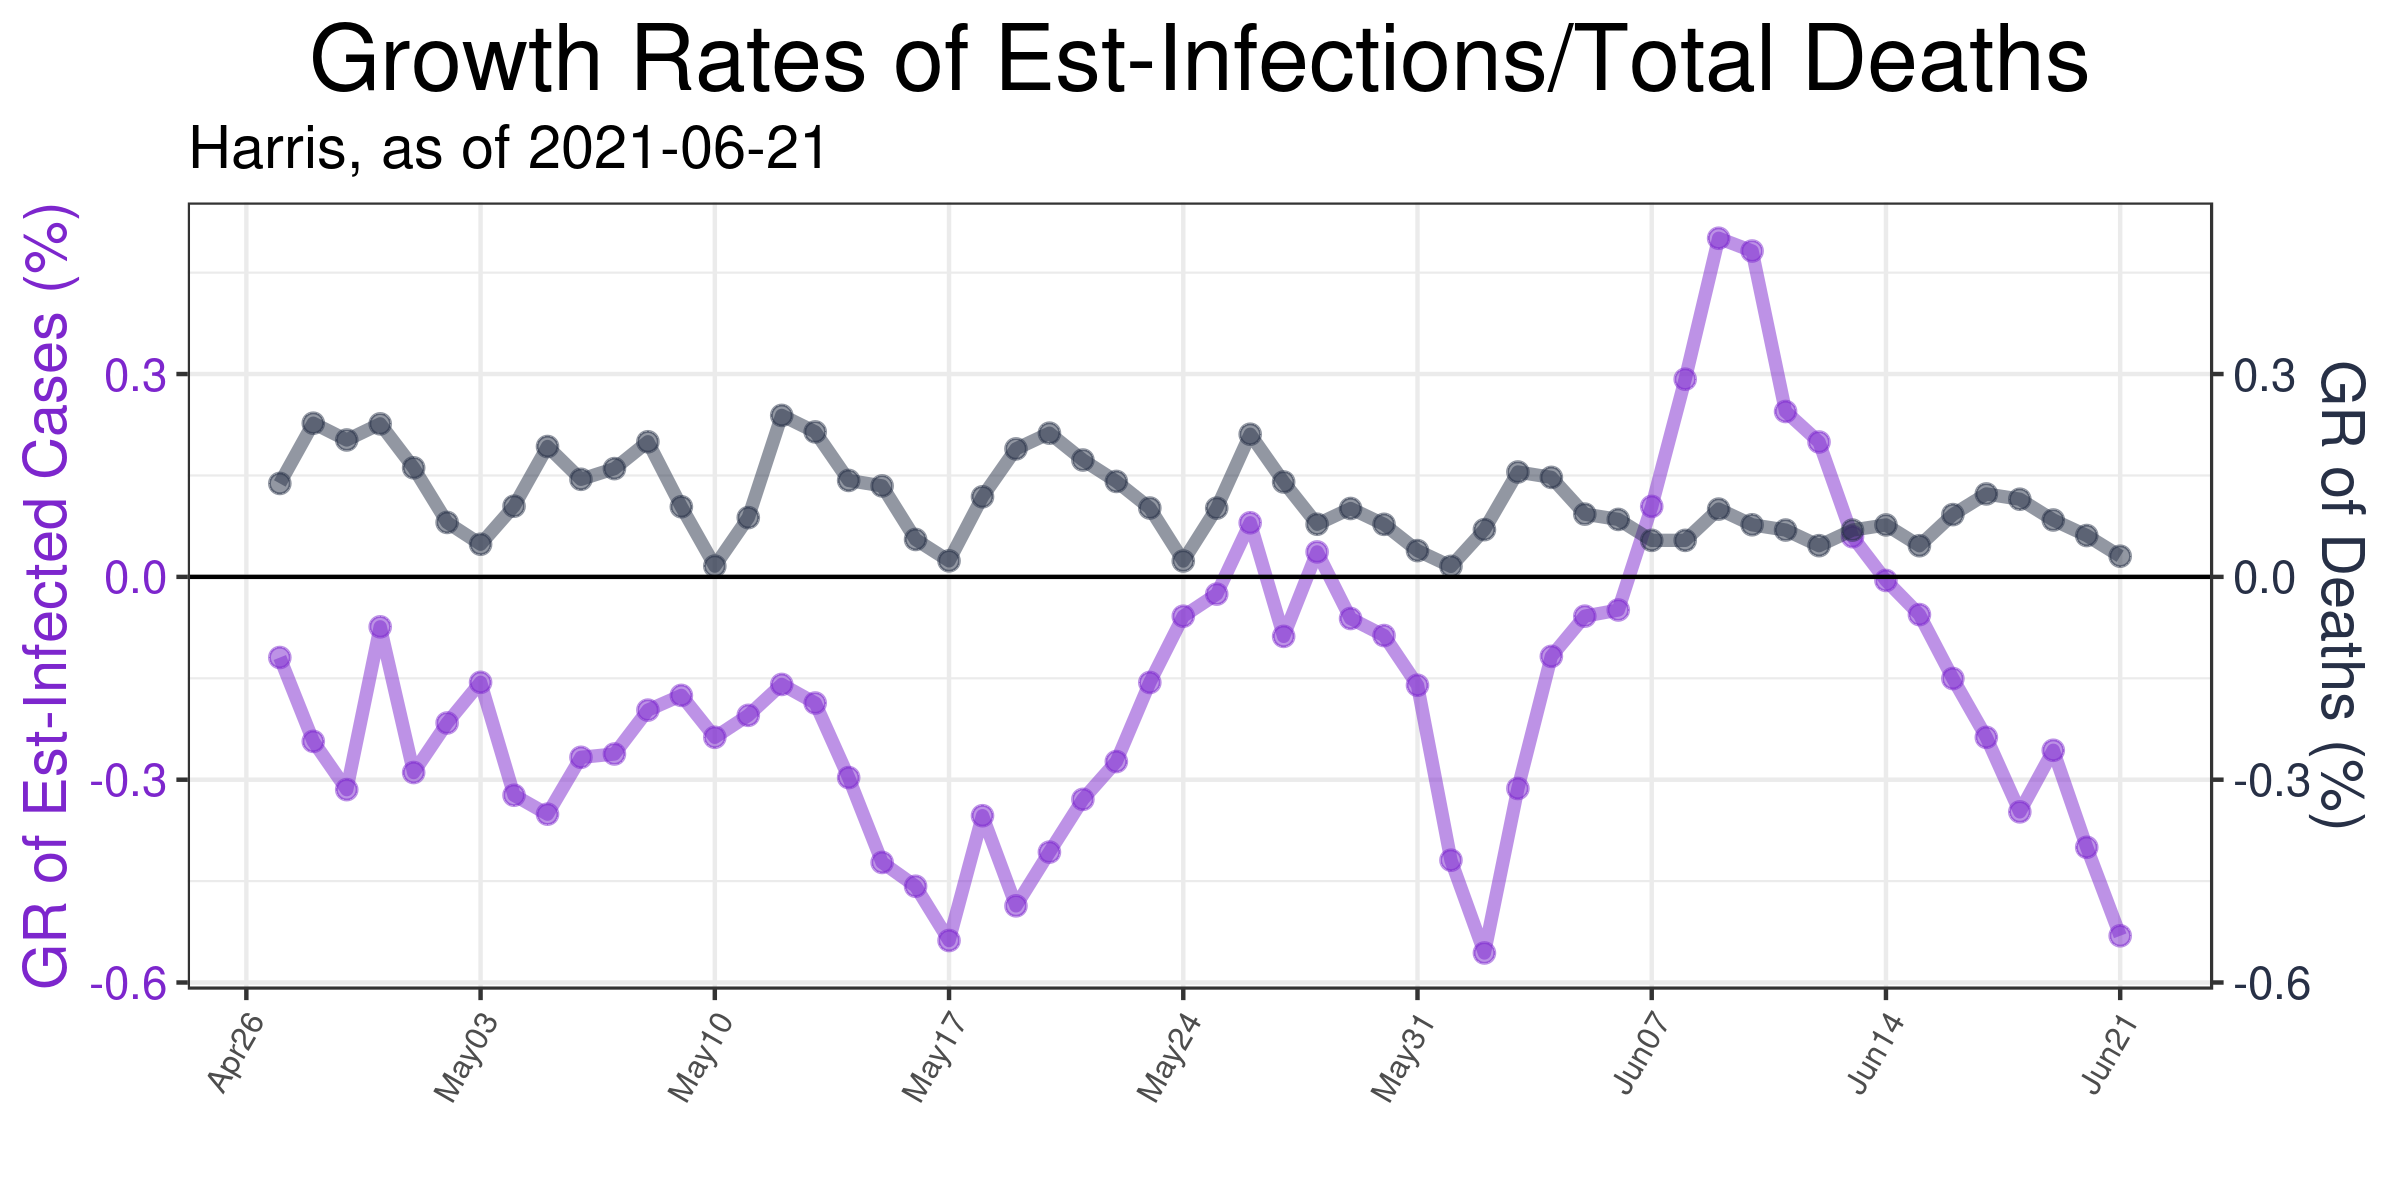 Growth Rates of Est-Infections/Total Deaths
Harris, as of 2021-06-21
GR of Est-Infected Cases (%)
0.3
0.0
-0.3
-0.6
0.3
0.0
-0.3
-0.6
GR of Deaths (%)
Apr26
May03
May10
May17
May24
May31
Jun07
Jun14
Jun21